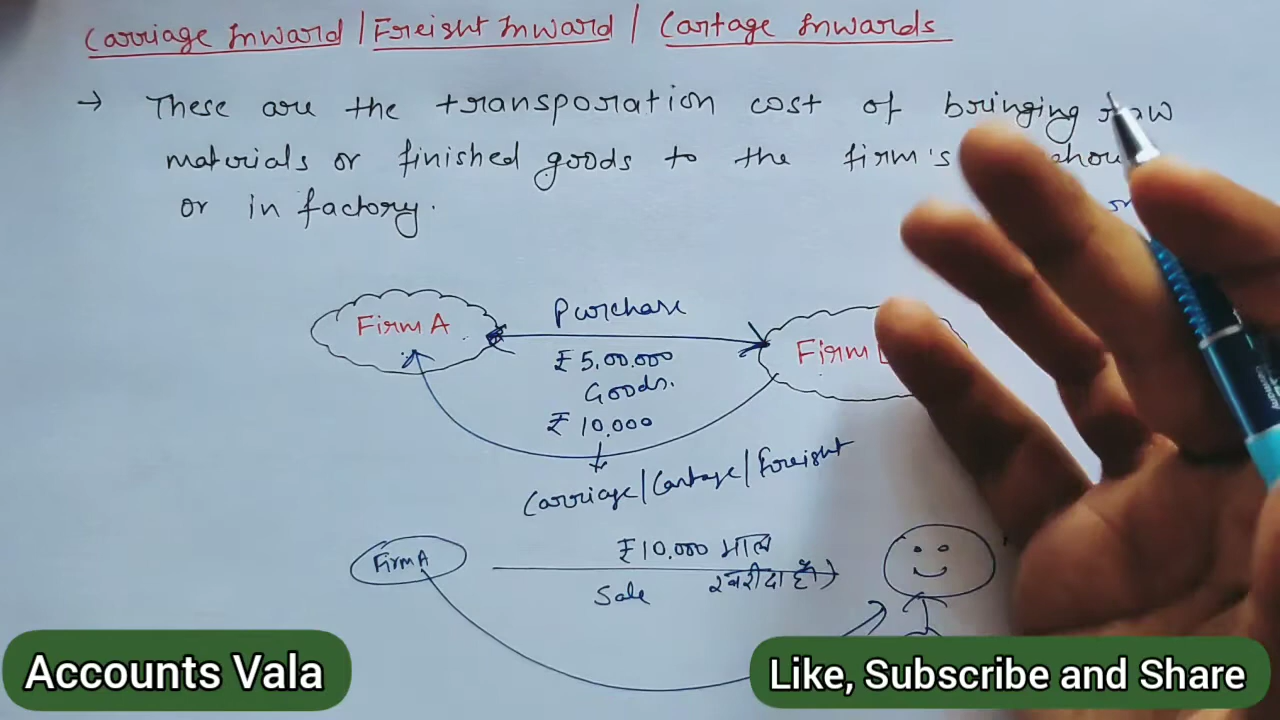 Carriage Inward / Freight Inward / Cartage Inwards
→ These are the transporation cost of bringing raw
materials or finished goods to the firm's
or in factory.
Firm A
Purchase
₹ 5,00,000
Goods.
₹ 10,000
Firm
Carriage/Cartage/Freight
Firm A
₹10,000 माल
Sale खरीदा है
Accounts Vala
Like, Subscribe and Share